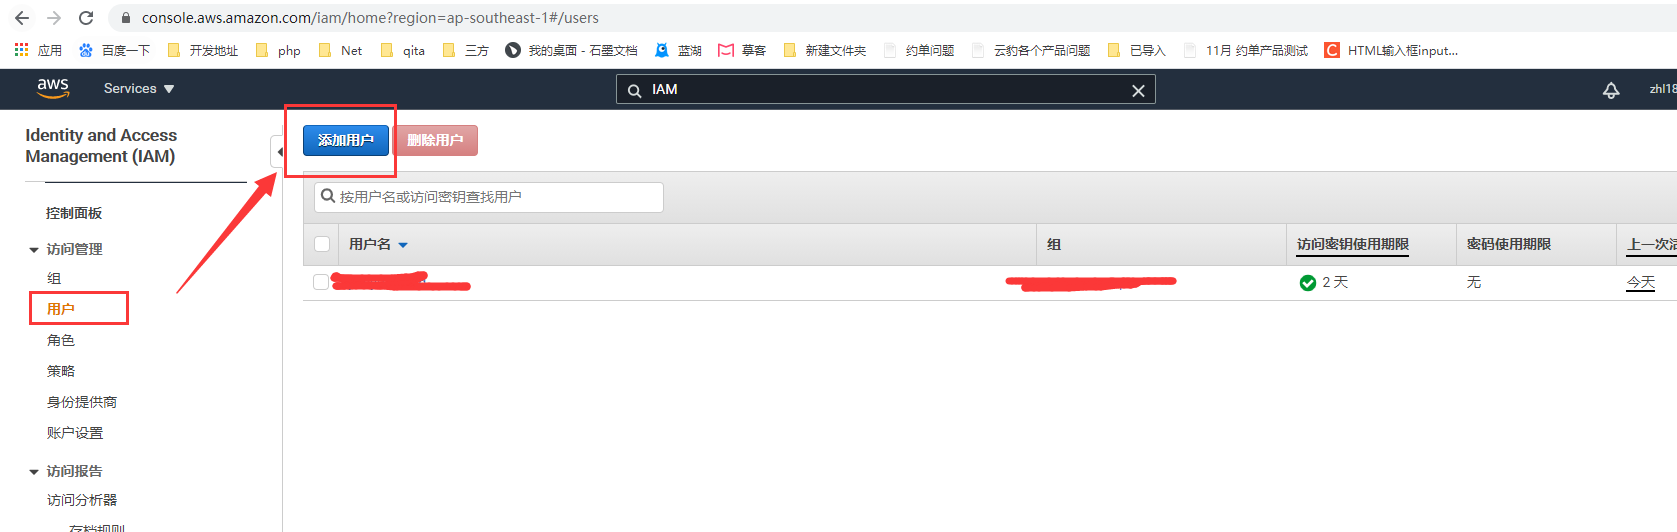 console.aws.amazon.com/iam/home?region=ap-southeast-1#/users
应用 百度一下 开发地址 php Net qita 三方 我的桌面 - 石墨文档 蓝湖 摹客 新建文件夹 约单问题 云豹各个产品问题 已导入 11月 约单产品测试 HTML输入框input...
aws Services IAM zhl18
Identity and Access
Management (IAM)
添加用户 删除用户
按用户名或访问密钥查找用户
控制面板
访问管理
用户名 组 访问密钥使用期限 密码使用期限 上一次
组
2 天 无 今天
用户
角色
策略
身份提供商
账户设置
访问报告
访问分析器
存档规则